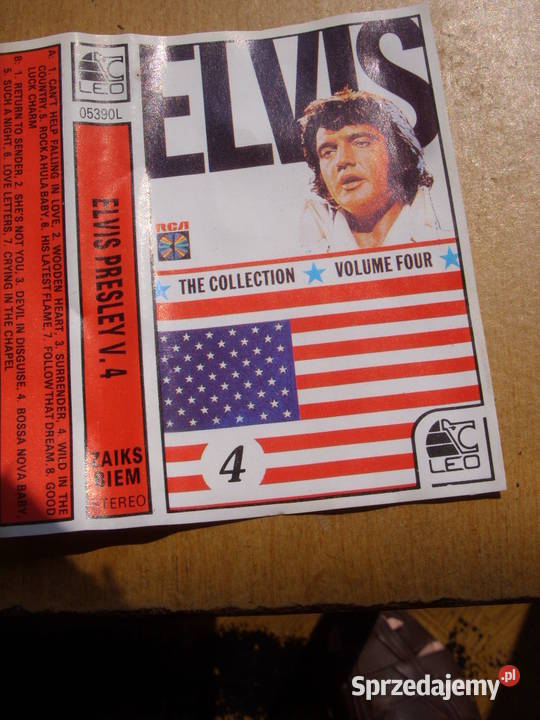 ELVIS
RCA
THE COLLECTION ★ VOLUME FOUR
4
LEO
LEO
05390L
ELVIS PRESLEY V. 4
ZAIKS
BIEM
STEREO
A: 1. CAN'T HELP FALLING IN LOVE, 2. WOODEN HEART, 3. SURRENDER, 4. WILD IN THE
COUNTRY, 5. ROCK A HULA BABY, 6. HIS LATEST FLAME, 7. FOLLOW THAT DREAM, 8. GOOD
LUCK CHARM
B: 1. RETURN TO SENDER, 2. SHE'S NOT YOU, 3. DEVIL IN DISGUISE, 4. BOSSA NOVA BABY,
5. SUCH A NIGHT, 6. LOVE LETTERS, 7. CRYING IN THE CHAPEL
Sprzedajemy.pl